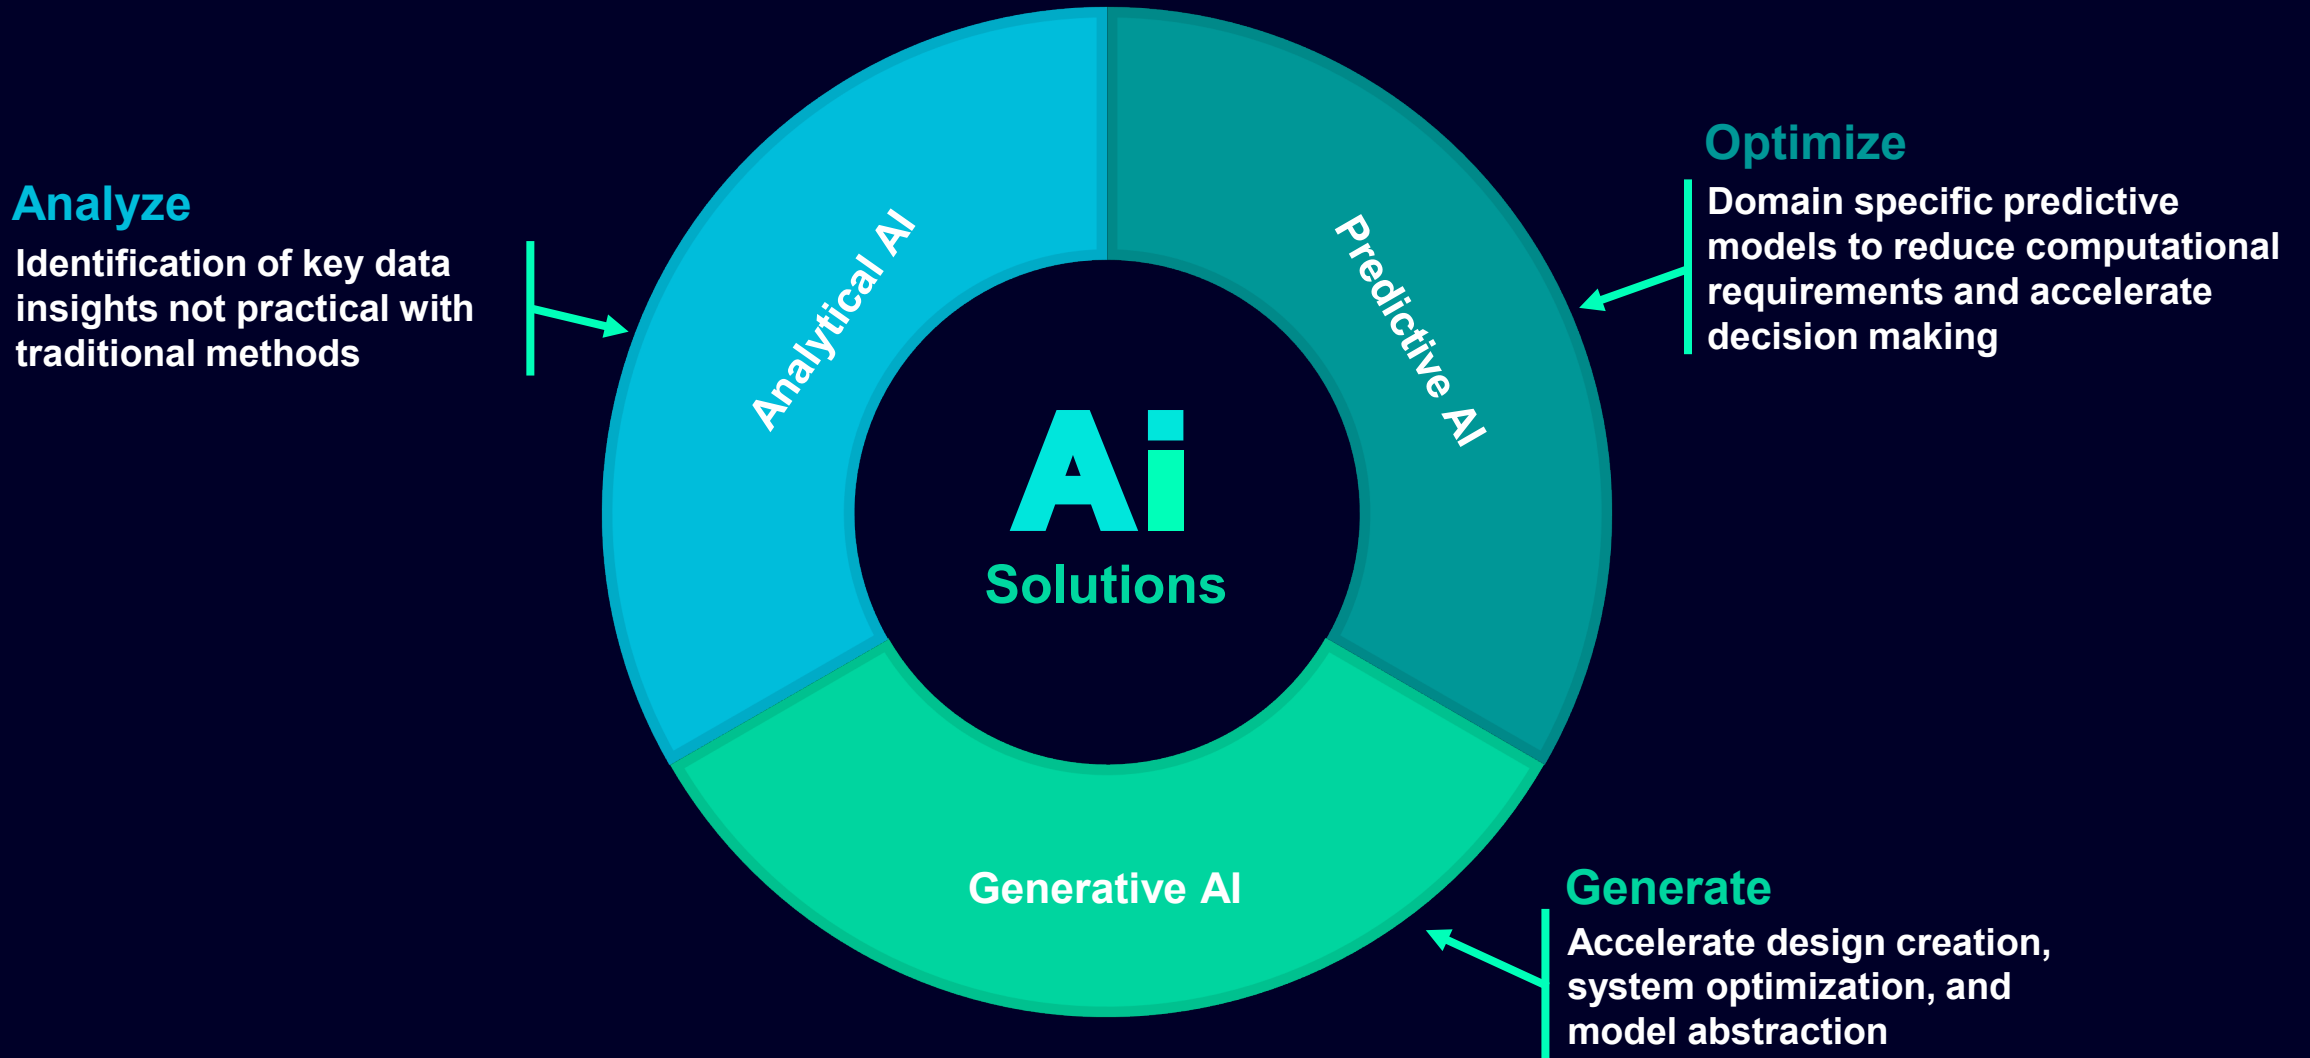 Analyze
Identification of key data
insights not practical with
traditional methods
Analytical AI
Predictive AI
Optimize
Domain specific predictive
models to reduce computational
requirements and accelerate
decision making
Ai
Solutions
Generative AI
Generate
Accelerate design creation,
system optimization, and
model abstraction